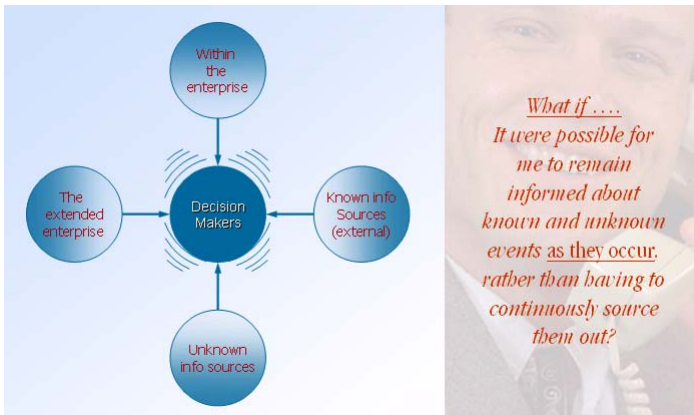 Within
the
enterprise
The
extended
enterprise
Decision
Makers
Known info
Sources
(external)
Unknown
info sources
What if ....
It were possible for
me to remain
informed about
known and unknown
events as they occur,
rather than having to
continuously source
them out?